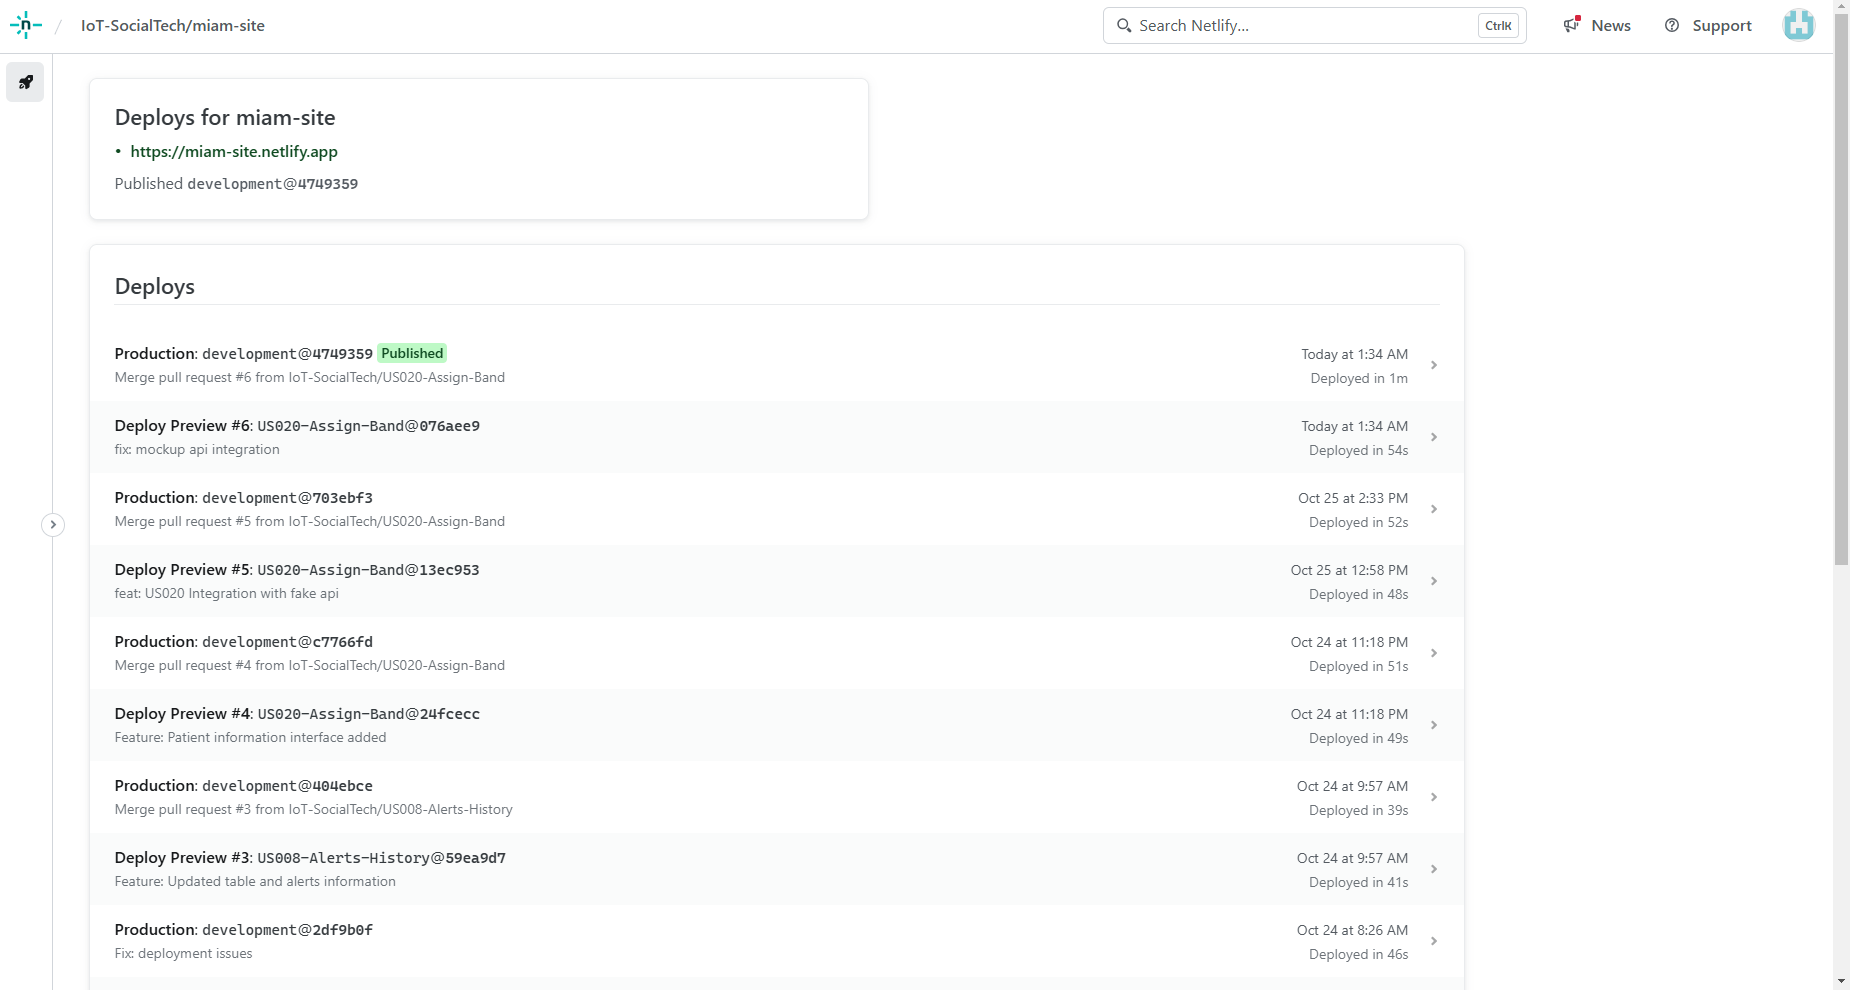 n / IoT-SocialTech/miam-site
Search Netlify... CtrlK
News
Support
Deploys for miam-site
• https://miam-site.netlify.app
Published development@4749359
Deploys
Production: development@4749359 Published
Today at 1:34 AM
Merge pull request #6 from IoT-SocialTech/US020-Assign-Band
Deployed in 1m
Deploy Preview #6: US020-Assign-Band@076aee9
Today at 1:34 AM
fix: mockup api integration
Deployed in 54s
Production: development@703ebf3
Oct 25 at 2:33 PM
Merge pull request #5 from IoT-SocialTech/US020-Assign-Band
Deployed in 52s
Deploy Preview #5: US020-Assign-Band@13ec953
Oct 25 at 12:58 PM
feat: US020 Integration with fake api
Deployed in 48s
Production: development@c7766fd
Oct 24 at 11:18 PM
Merge pull request #4 from IoT-SocialTech/US020-Assign-Band
Deployed in 51s
Deploy Preview #4: US020-Assign-Band@24fcecc
Oct 24 at 11:18 PM
Feature: Patient information interface added
Deployed in 49s
Production: development@404ebce
Oct 24 at 9:57 AM
Merge pull request #3 from IoT-SocialTech/US008-Alerts-History
Deployed in 39s
Deploy Preview #3: US008-Alerts-History@59ea9d7
Oct 24 at 9:57 AM
Feature: Updated table and alerts information
Deployed in 41s
Production: development@2df9b0f
Oct 24 at 8:26 AM
Fix: deployment issues
Deployed in 46s